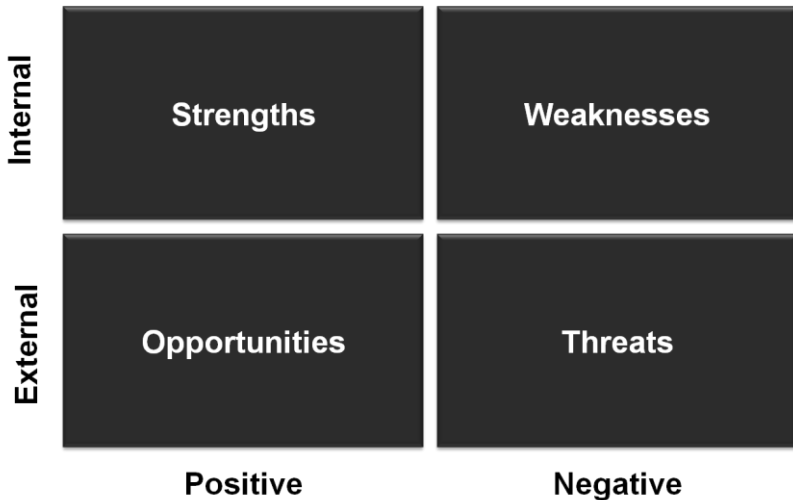 Internal
Strengths
Weaknesses
External
Opportunities
Threats
Positive
Negative